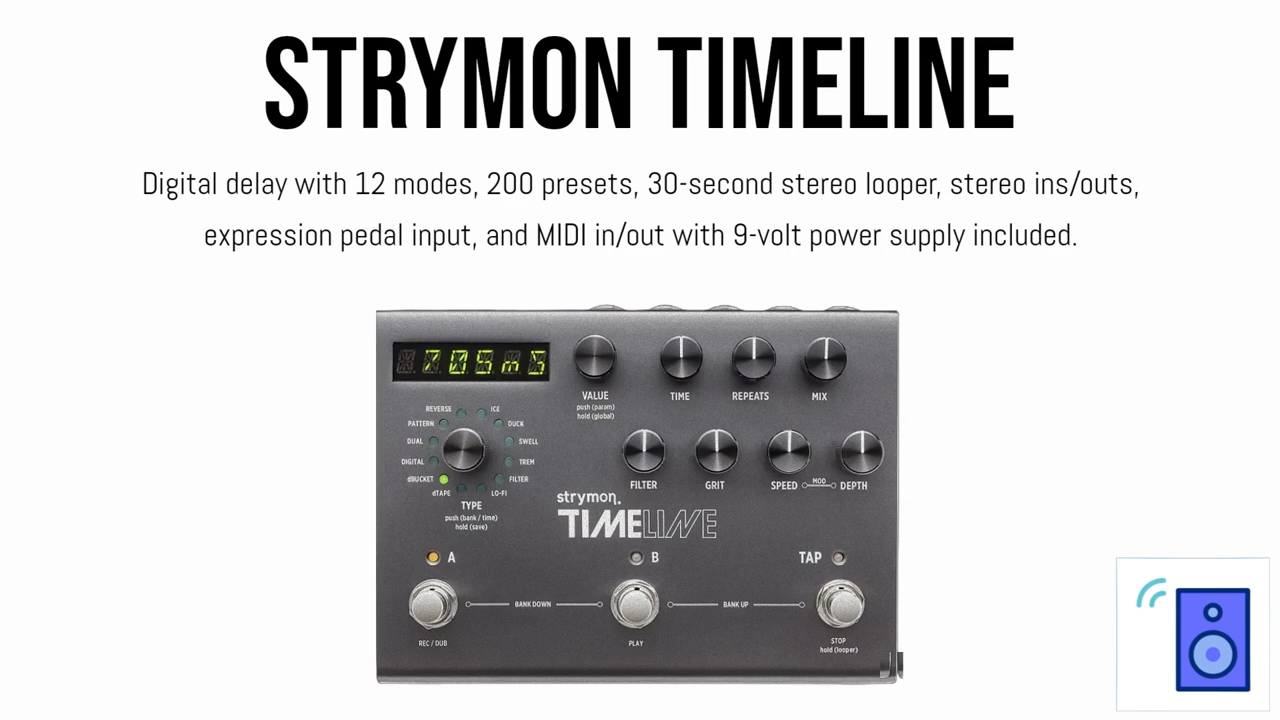 STRYMON TIMELINE
Digital delay with 12 modes, 200 presets, 30-second stereo looper, stereo ins/outs,
expression pedal input, and MIDI in/out with 9-volt power supply included.
705mS
VALUE
push (param)
hold (global)
TIME
REPEATS
MIX
REVERSE
ICE
PATTERN
DUCK
DUAL
SWELL
DIGITAL
TREM
dBUCKET
FILTER
dTAPE
LO-FI
TYPE
push (bank / time)
hold (save)
FILTER
GRIT
SPEED
MOD
DEPTH
strymon.
TIMELINE
A
B
TAP
BANK DOWN
BANK UP
REC / DUB
PLAY
STOP
hold (looper)